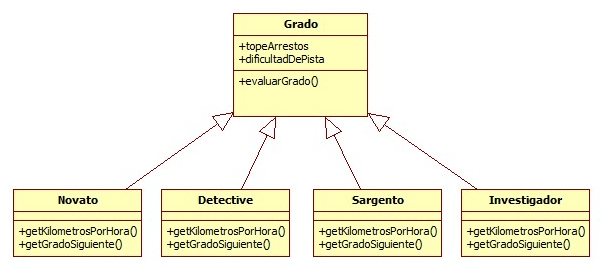 Grado
+topeArrestos
+dificultadDePista
+evaluarGrado()
Novato
+getKilometrosPorHora()
+getGradoSiguiente()
Detective
+getKilometrosPorHora()
+getGradoSiguiente()
Sargento
+getKilometrosPorHora()
+getGradoSiguiente()
Investigador
+getKilometrosPorHora()
+getGradoSiguiente()